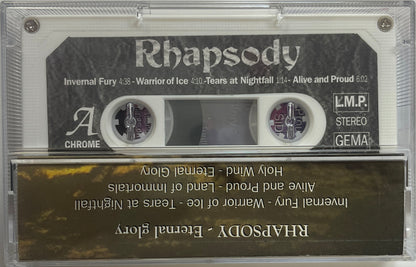 Rhapsody
Invernal Fury 4:38 - Warrior of Ice 4:10 -Tears at Nightfall 1:14 - Alive and Proud 6:02
A
CHROME
L.M.P.
STEREO
GEMA
RHAPSODY - Eternal glory
Invernal Fury - Warrior of Ice - Tears at Nightfall
Alive and Proud - Land of Immortals
Holy Wind - Eternal Glory